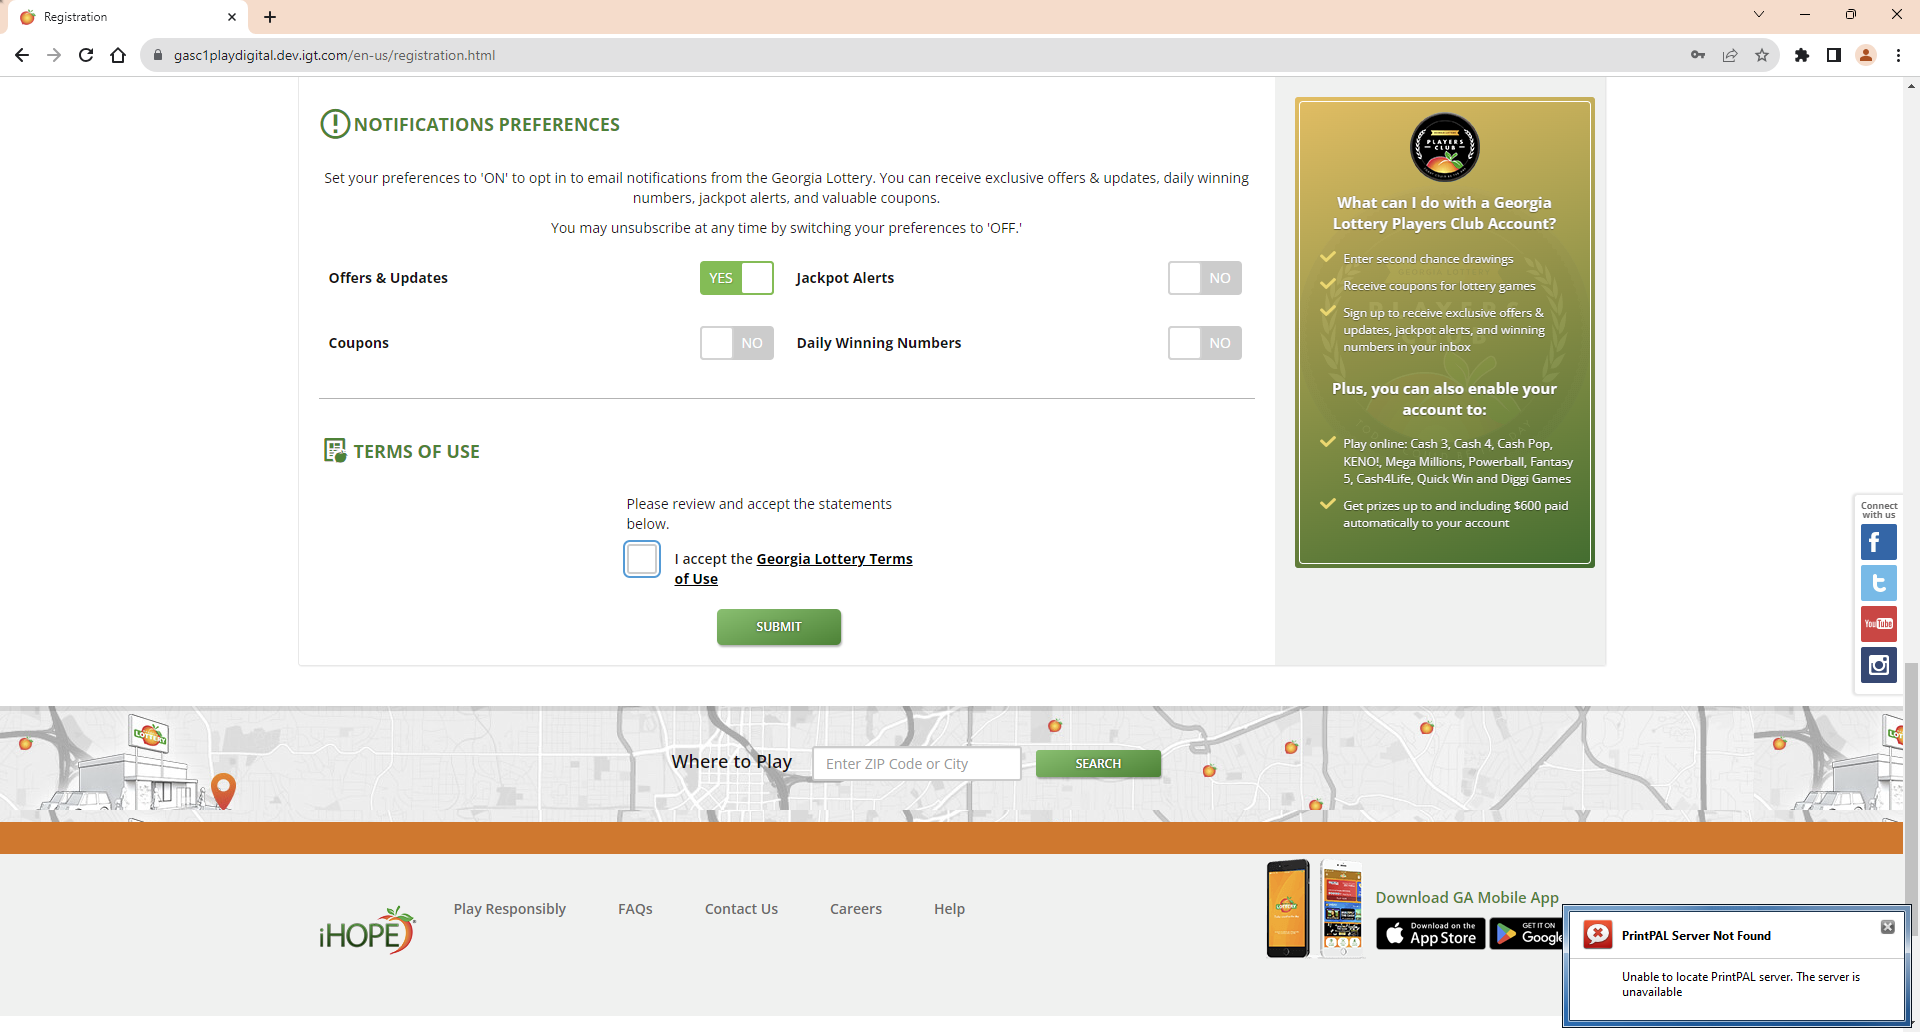 Registration
gasc1playdigital.dev.igt.com/en-us/registration.html
NOTIFICATIONS PREFERENCES
Set your preferences to 'ON' to opt in to email notifications from the Georgia Lottery. You can receive exclusive offers & updates, daily winning
numbers, jackpot alerts, and valuable coupons.
You may unsubscribe at any time by switching your preferences to 'OFF.'
Offers & Updates YES Jackpot Alerts NO
Coupons NO Daily Winning Numbers NO
TERMS OF USE
Please review and accept the statements
below.
I accept the Georgia Lottery Terms
of Use
SUBMIT
PLAYERS
CLUB
What can I do with a Georgia
Lottery Players Club Account?
Enter second chance drawings
Receive coupons for lottery games
Sign up to receive exclusive offers &
updates, jackpot alerts, and winning
numbers in your inbox
Plus, you can also enable your
account to:
Play online: Cash 3, Cash 4, Cash Pop,
KENO!, Mega Millions, Powerball, Fantasy
5, Cash4Life, Quick Win and Diggi Games
Get prizes up to and including $600 paid
automatically to your account
Connect
with us
YouTube
LOTTERY
Where to Play Enter ZIP Code or City SEARCH
iHOPE
Play Responsibly FAQs Contact Us Careers Help
Download GA Mobile App
Download on the
App Store
GET IT ON
Google
PrintPAL Server Not Found
Unable to locate PrintPAL server. The server is
unavailable